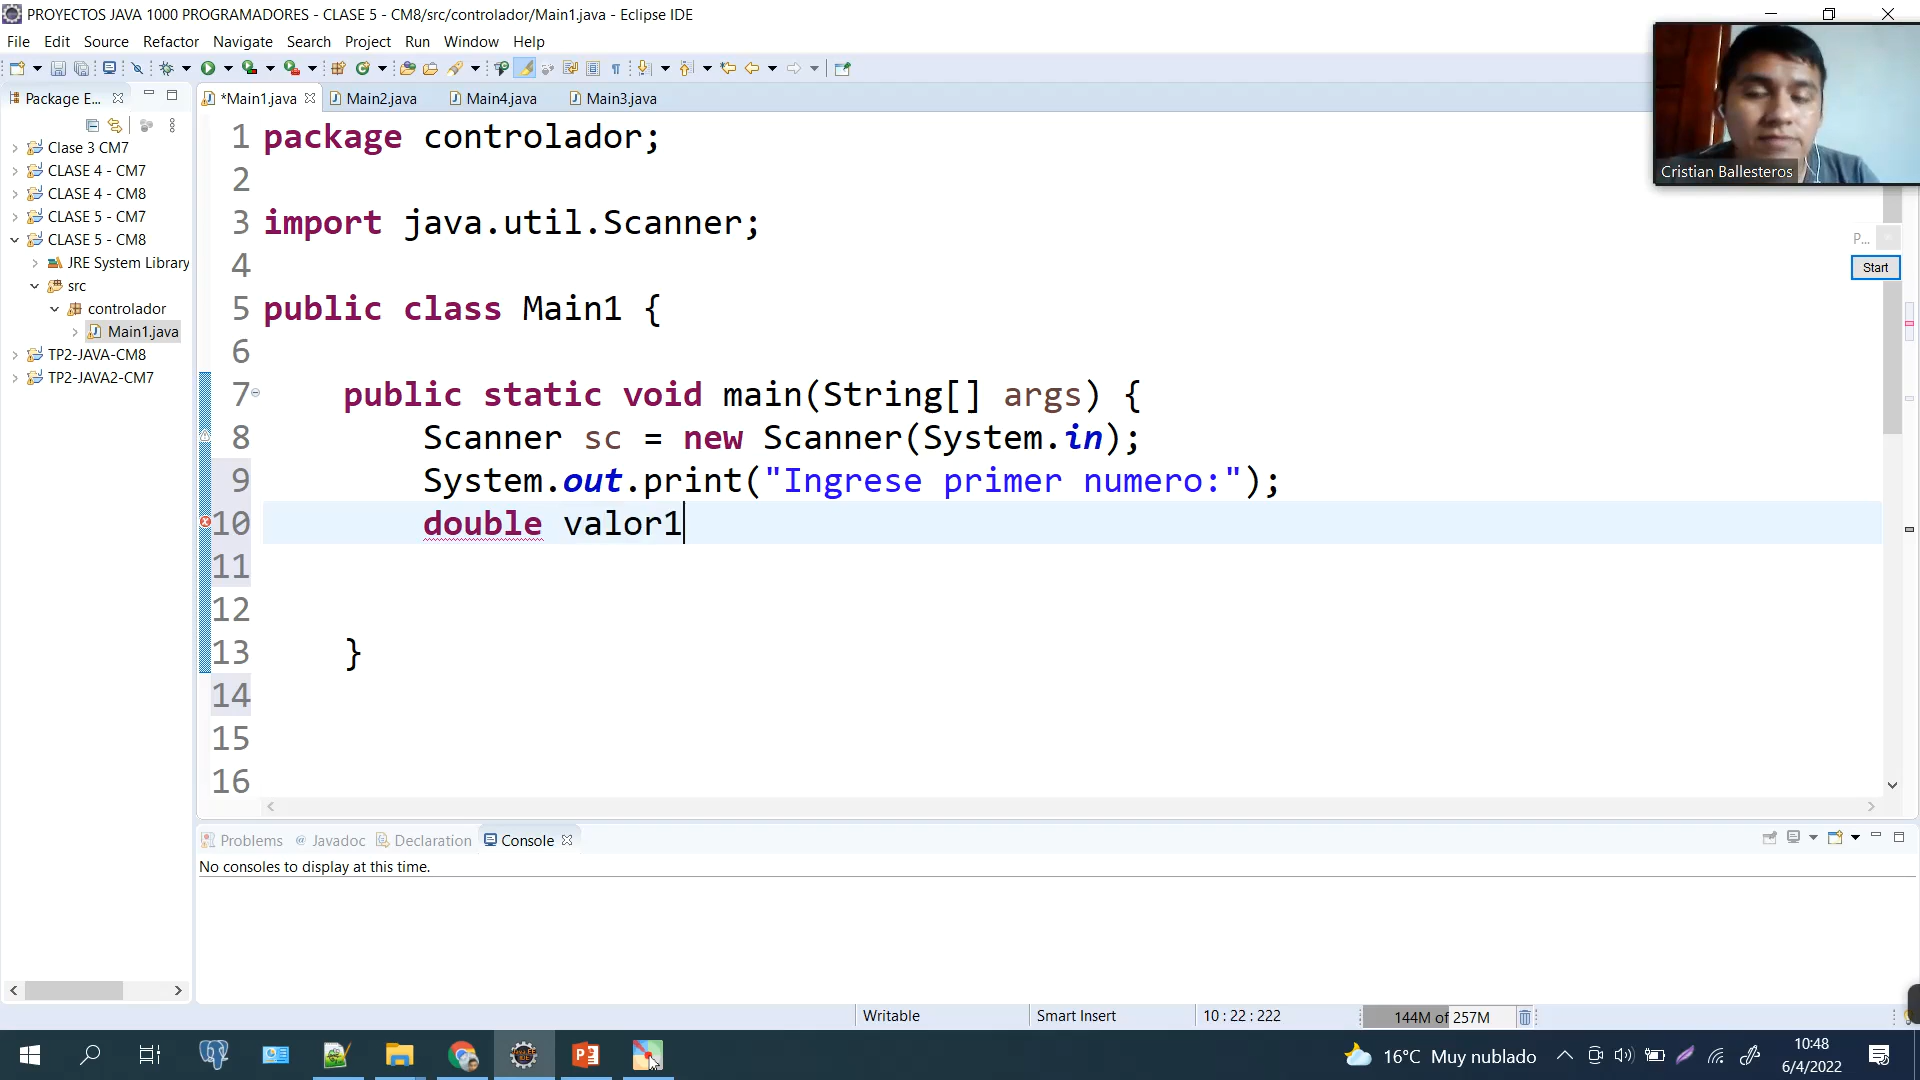 PROYECTOS JAVA 1000 PROGRAMADORES - CLASE 5 - CM8/src/controlador/Main1.java - Eclipse IDE
File Edit Source Refactor Navigate Search Project Run Window Help
Package E...
*Main1.java Main2.java Main4.java Main3.java
Clase 3 CM7
CLASE 4 - CM7
CLASE 4 - CM8
CLASE 5 - CM7
CLASE 5 - CM8
JRE System Library
src
controlador
Main1.java
TP2-JAVA-CM8
TP2-JAVA2-CM7
1 package controlador;
2
3 import java.util.Scanner;
4
5 public class Main1 {
6
7 public static void main(String[] args) {
8 Scanner sc = new Scanner(System.in);
9 System.out.print("Ingrese primer numero:");
10 double valor1
11
12
13 }
14
15
16
Cristian Ballesteros
P...
Start
Problems Javadoc Declaration Console
No consoles to display at this time.
Writable Smart Insert 10 : 22 : 222 144M of 257M
16°C Muy nublado
10:48
6/4/2022